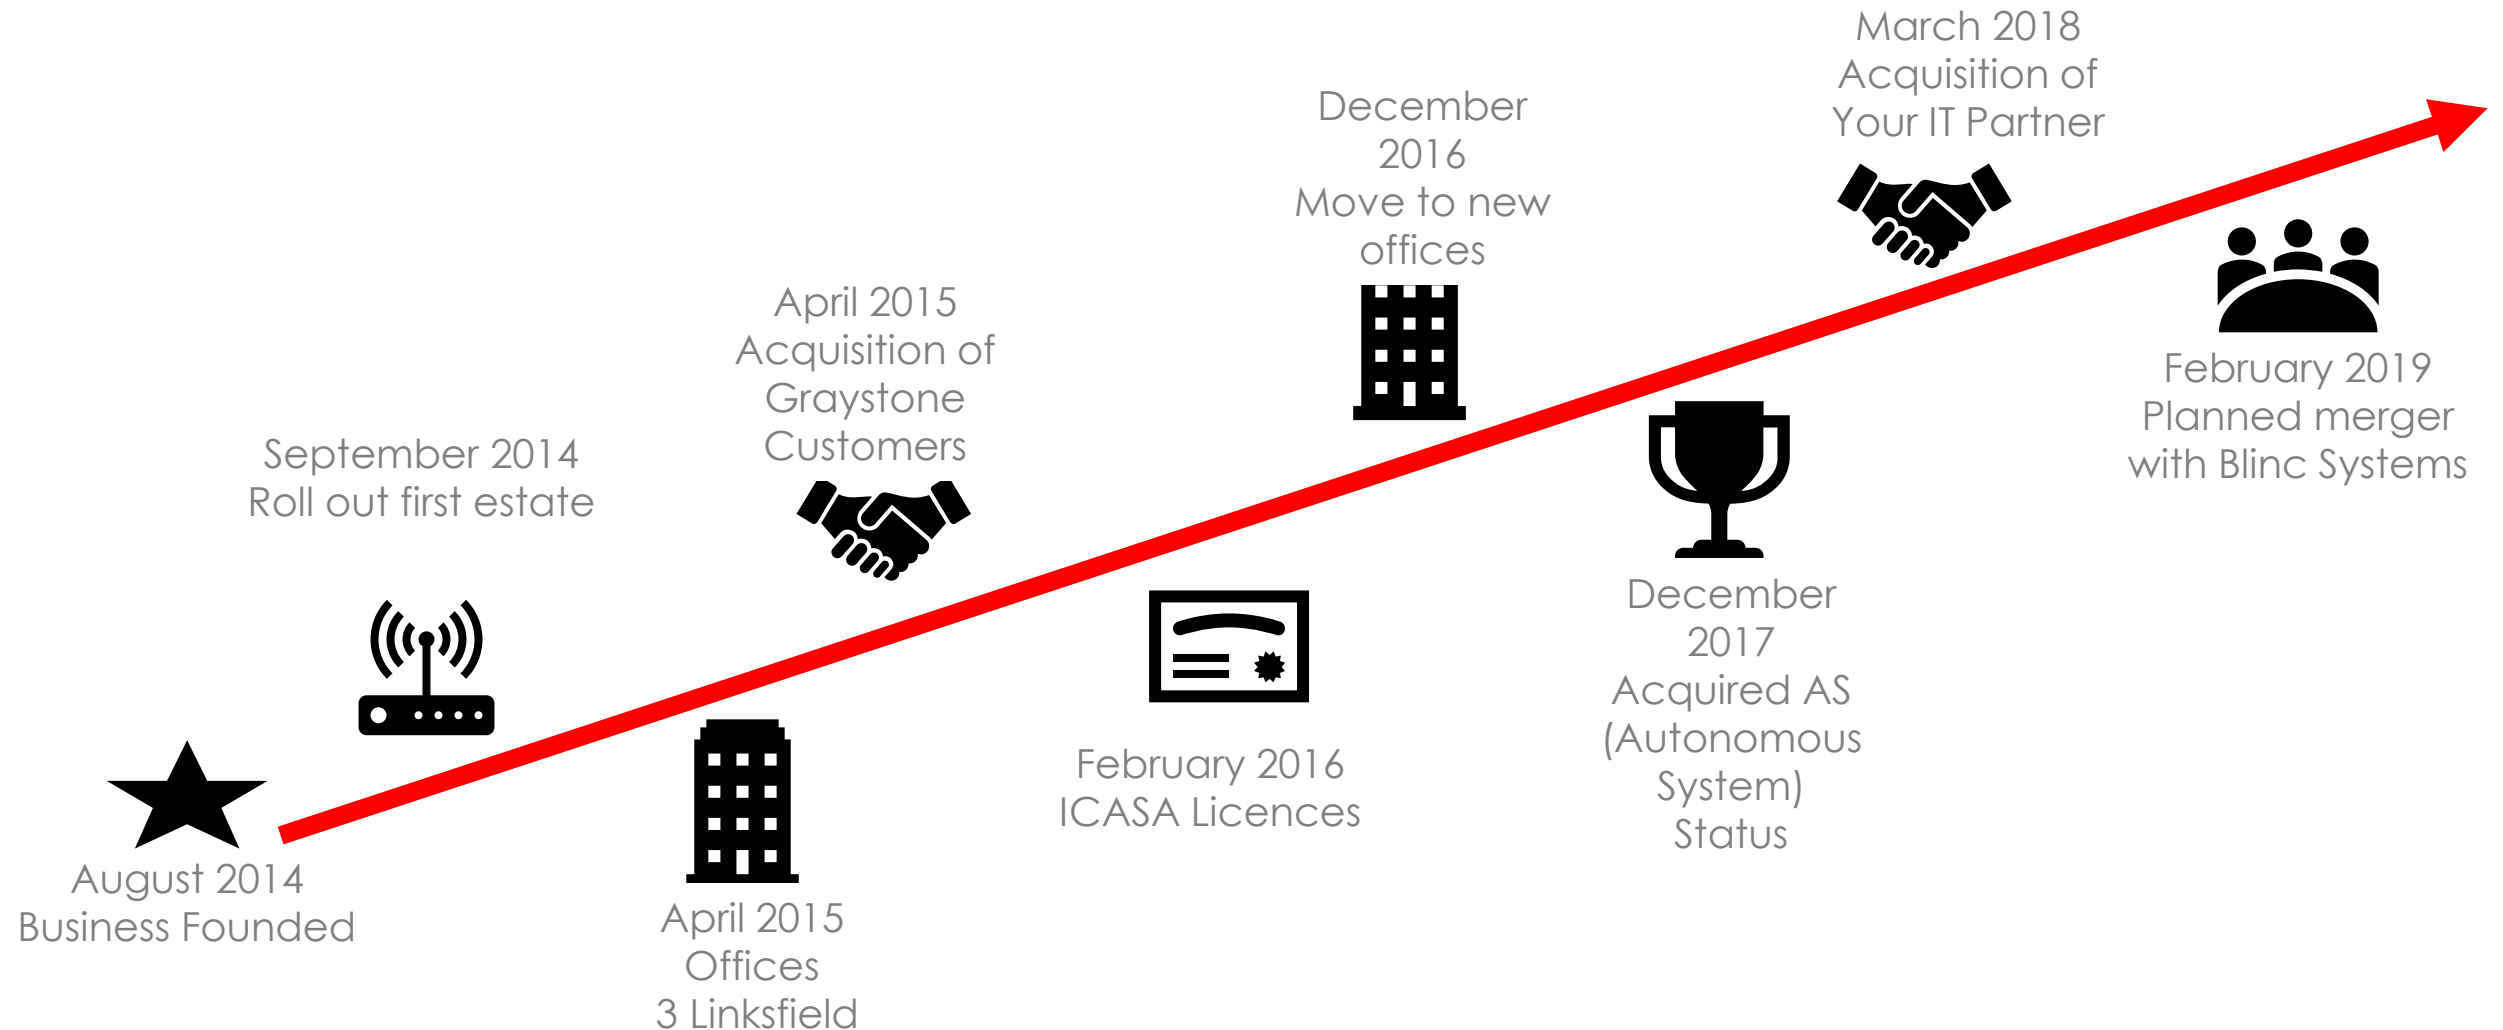 August 2014
Business Founded
September 2014
Roll out first estate
April 2015
Acquisition of
Graystone
Customers
April 2015
Offices
3 Linksfield
February 2016
ICASA Licences
December
2016
Move to new
offices
December
2017
Acquired AS
(Autonomous
System)
Status
March 2018
Acquisition of
Your IT Partner
February 2019
Planned merger
with Blinc Systems